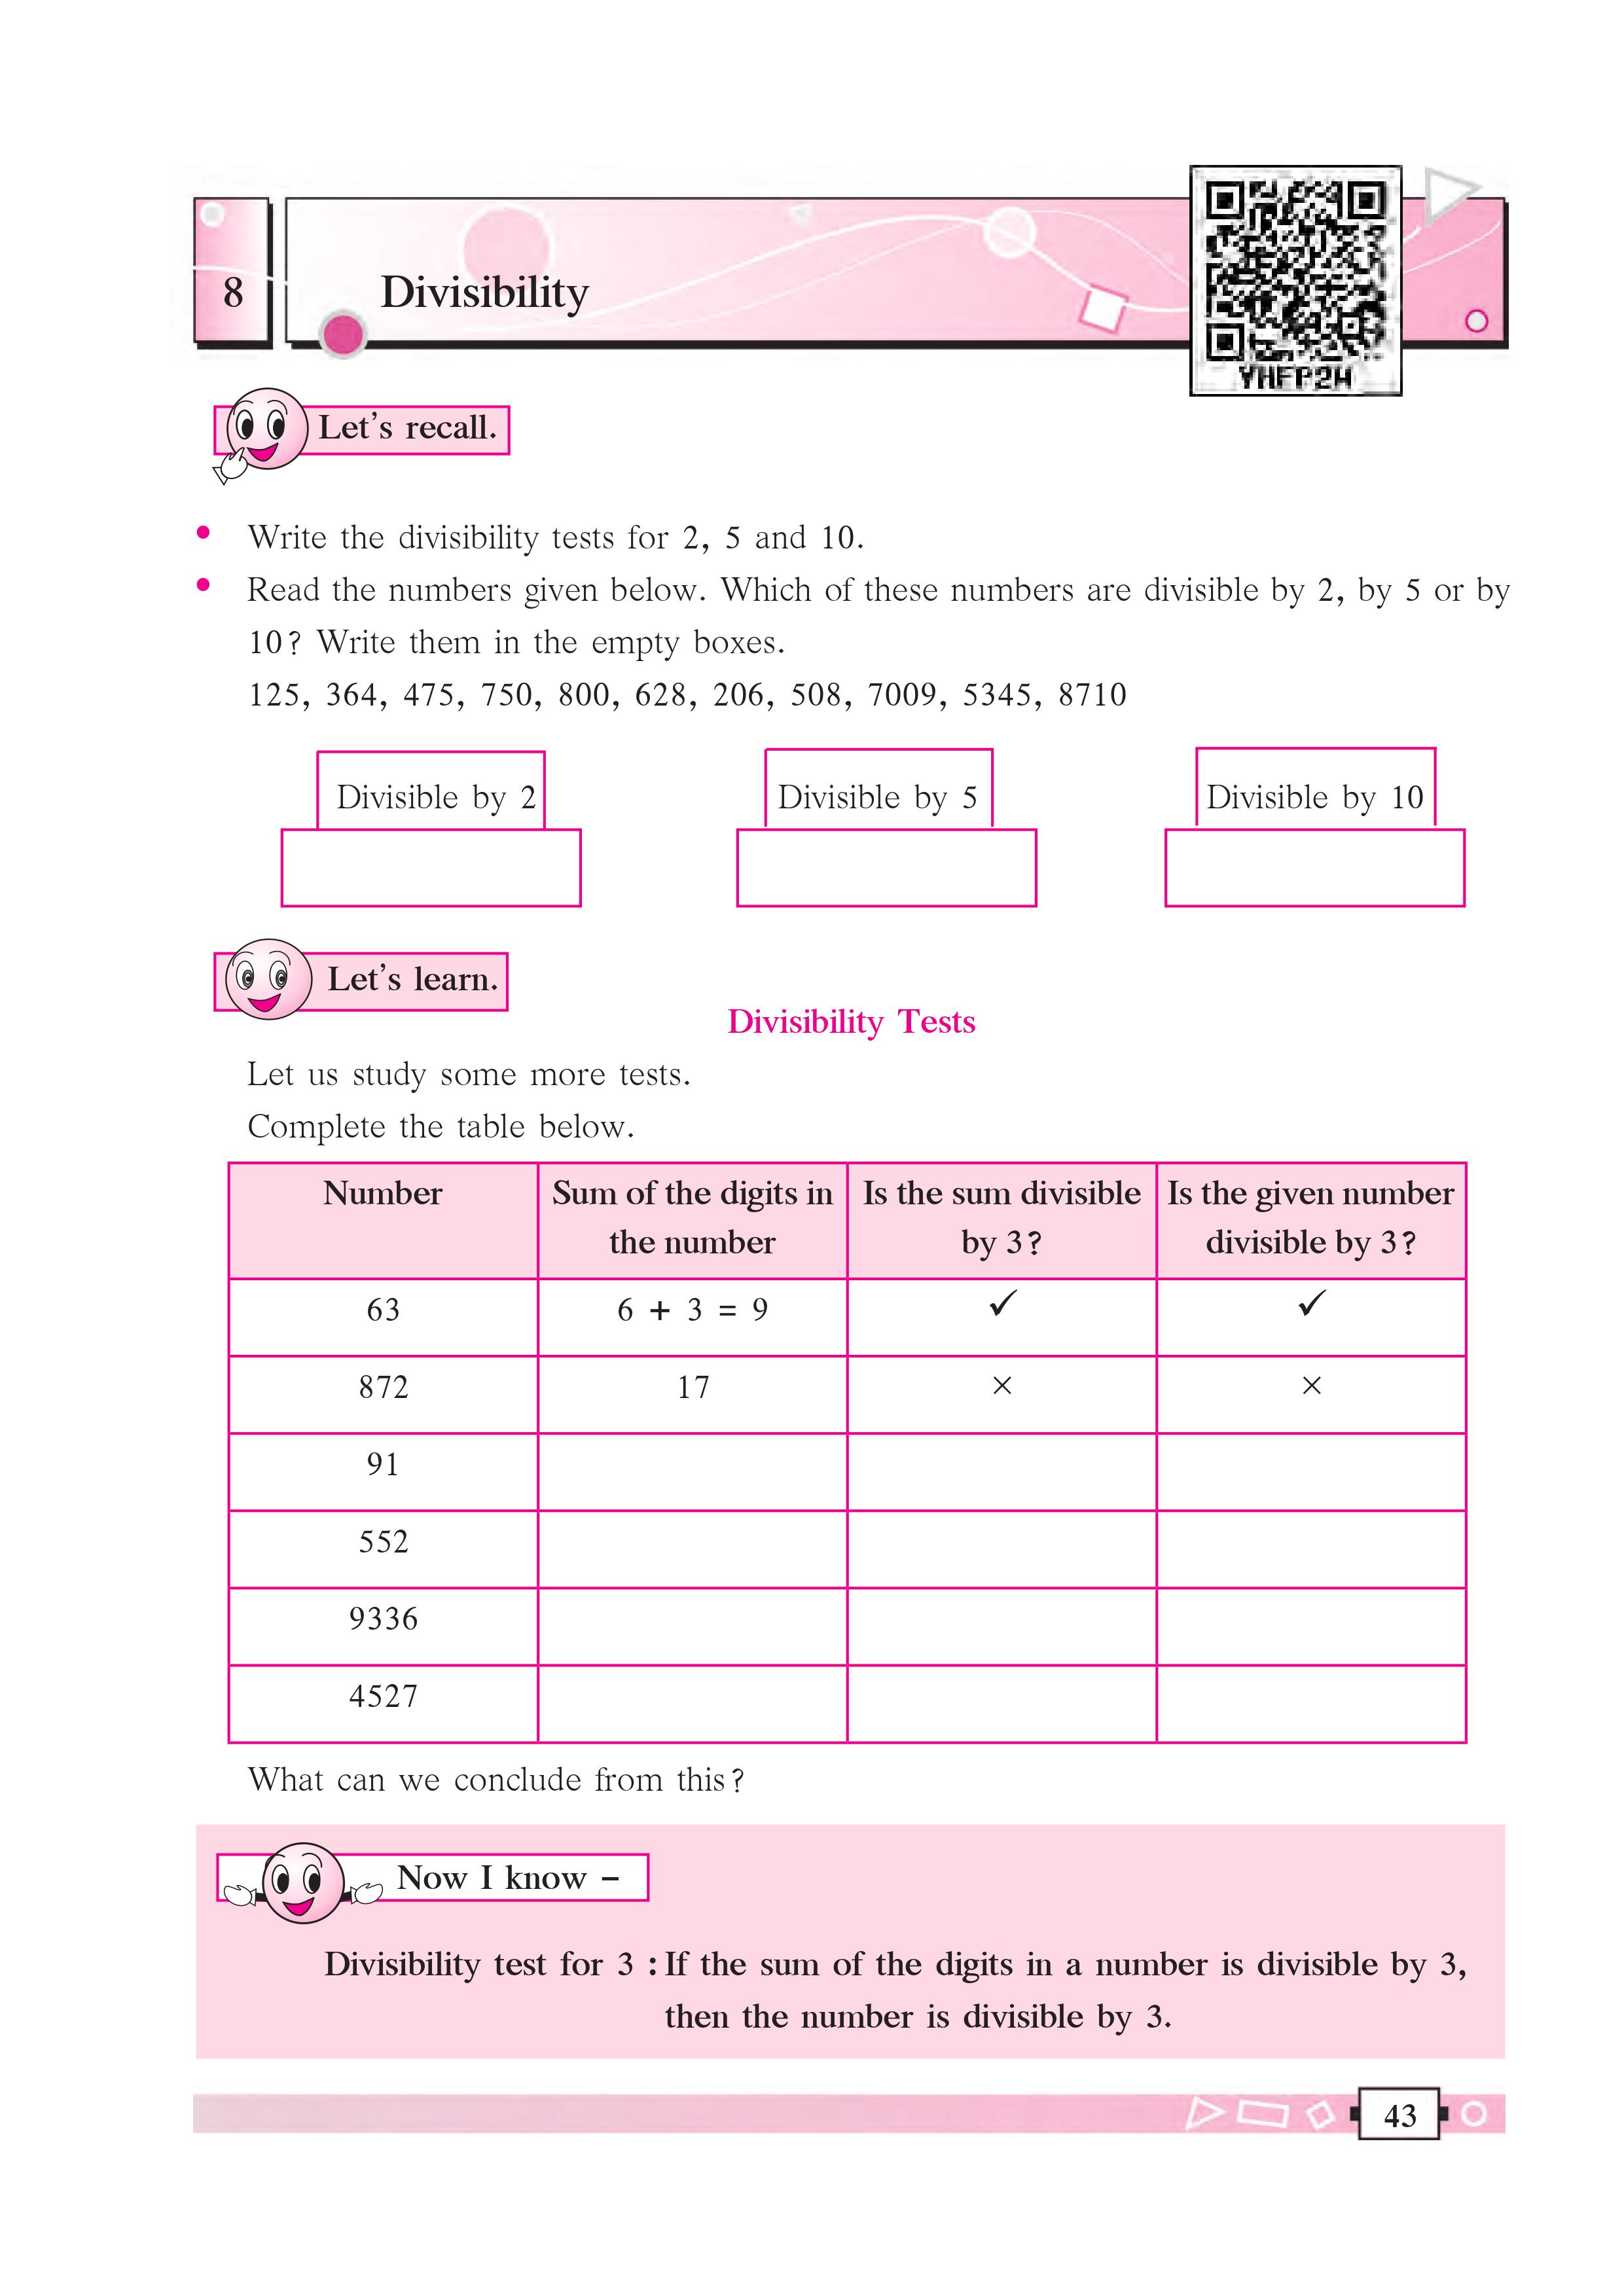 8
Divisibility
YHFP2W
Let's recall.
• Write the divisibility tests for 2, 5 and 10.
• Read the numbers given below. Which of these numbers are divisible by 2, by 5 or by
10? Write them in the empty boxes.
125, 364, 475, 750, 800, 628, 206, 508, 7009, 5345, 8710
Divisible by 2 Divisible by 5 Divisible by 10
Let's learn.
Divisibility Tests
Let us study some more tests.
Complete the table below.
Number Sum of the digits in Is the sum divisible Is the given number
the number by 3? divisible by 3?
63 6 + 3 = 9 ✓ ✓
872 17 × ×
91
552
9336
4527
What can we conclude from this?
Now I know –
Divisibility test for 3 : If the sum of the digits in a number is divisible by 3,
then the number is divisible by 3.
43